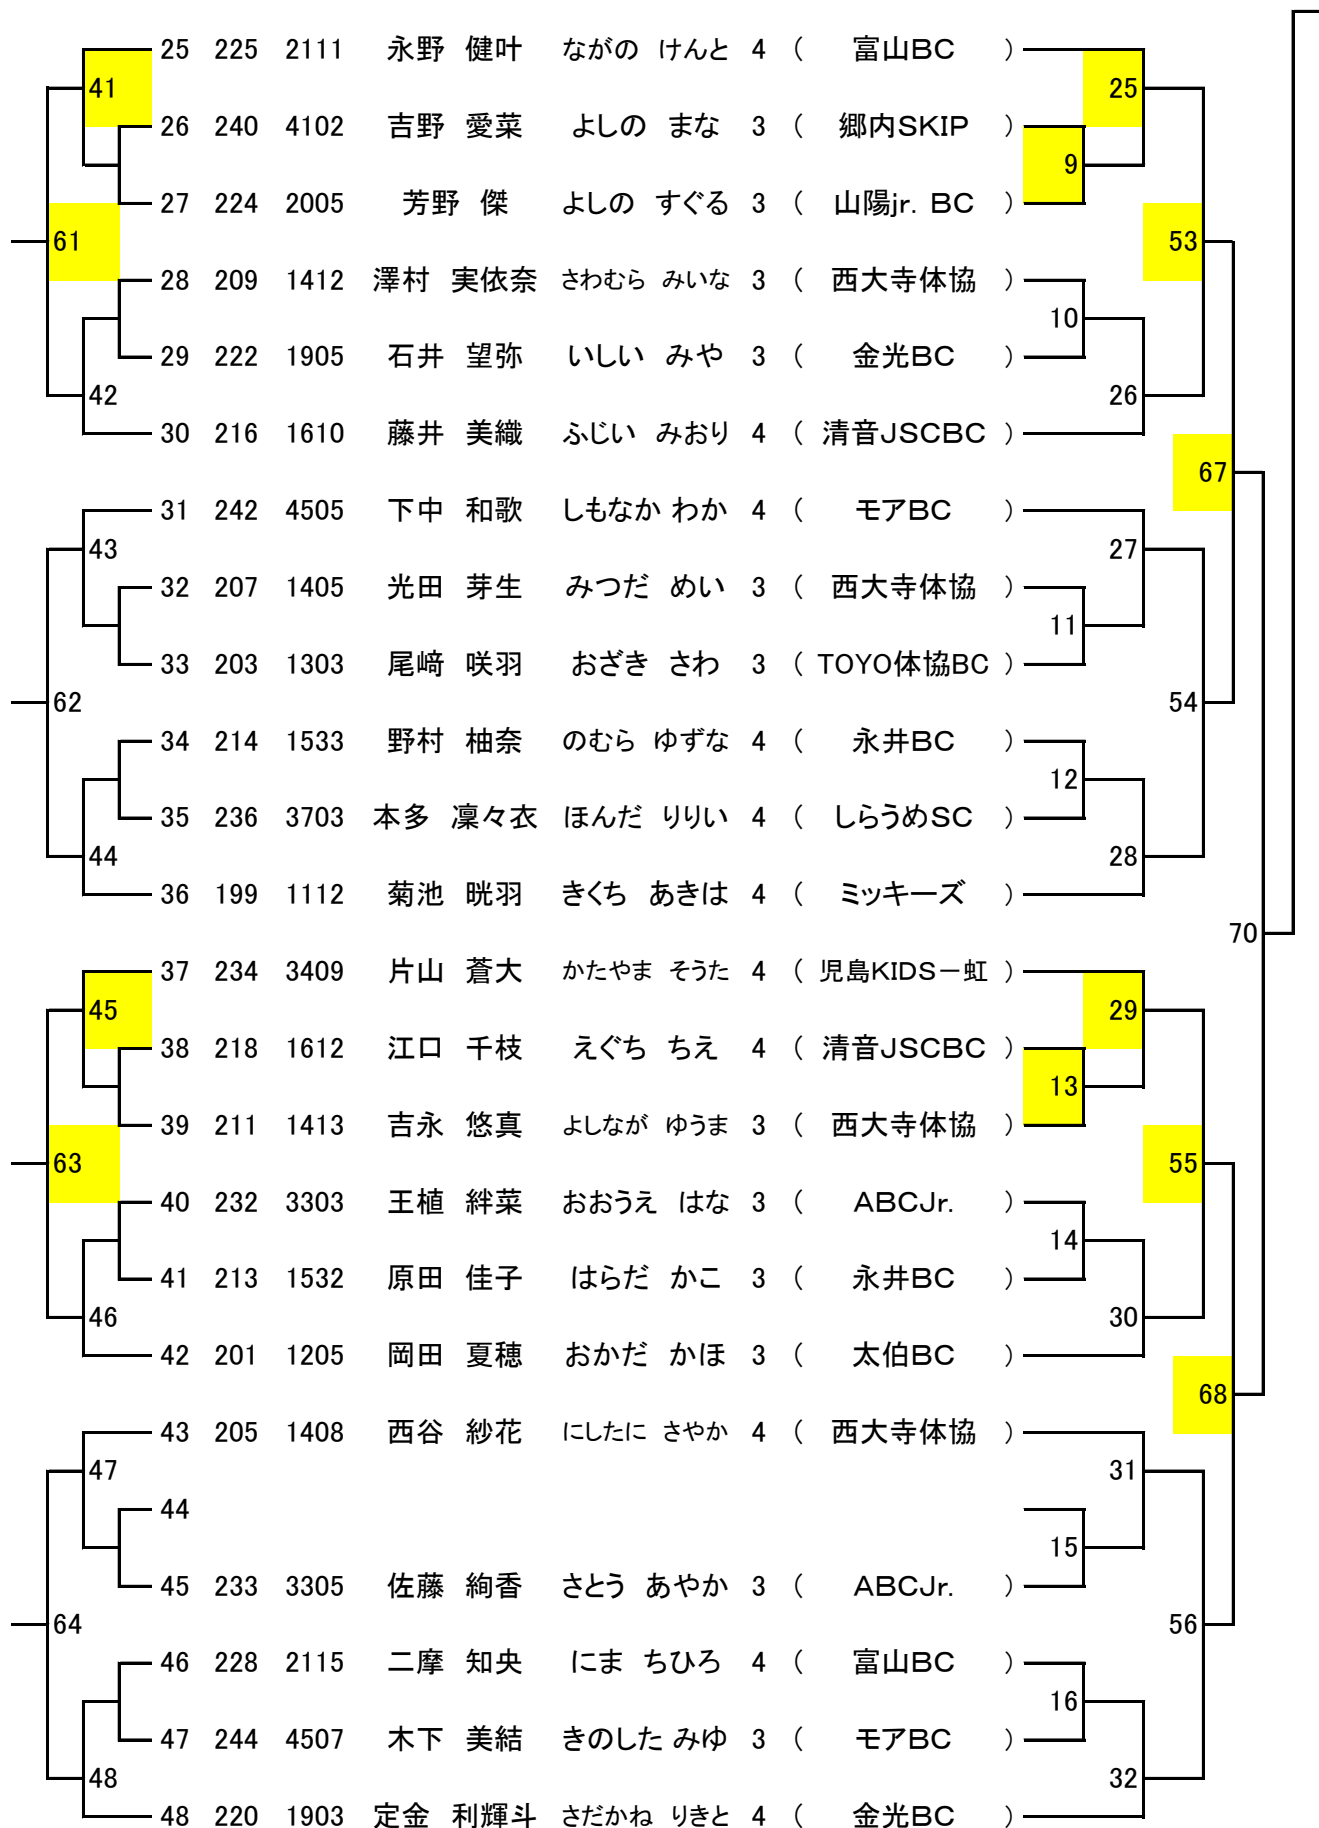 25 225 2111 永野 健叶 ながの けんと 4 ( 富山BC )
41 25
26 240 4102 吉野 愛菜 よしの まな 3 ( 郷内SKIP )
9
27 224 2005 芳野 傑 よしの すぐる 3 ( 山陽jr. BC )
61 53
28 209 1412 澤村 実依奈 さわむら みいな 3 ( 西大寺体協 )
10
29 222 1905 石井 望弥 いしい みや 3 ( 金光BC )
42 26
30 216 1610 藤井 美織 ふじい みおり 4 ( 清音JSCBC )
67
31 242 4505 下中 和歌 しもなか わか 4 ( モアBC )
43 27
32 207 1405 光田 芽生 みつだ めい 3 ( 西大寺体協 )
11
33 203 1303 尾﨑 咲羽 おざき さわ 3 ( TOYO体協BC )
62 54
34 214 1533 野村 柚奈 のむら ゆずな 4 ( 永井BC )
12
35 236 3703 本多 凜々衣 ほんだ りりい 4 ( しらうめSC )
44 28
36 199 1112 菊池 晄羽 きくち あきは 4 ( ミッキーズ )
70
37 234 3409 片山 蒼大 かたやま そうた 4 ( 児島KIDS－虹 )
45 29
38 218 1612 江口 千枝 えぐち ちえ 4 ( 清音JSCBC )
13
39 211 1413 吉永 悠真 よしなが ゆうま 3 ( 西大寺体協 )
63 55
40 232 3303 王植 絆菜 おおうえ はな 3 ( ABCJr. )
14
41 213 1532 原田 佳子 はらだ かこ 3 ( 永井BC )
46 30
42 201 1205 岡田 夏穂 おかだ かほ 3 ( 太伯BC )
68
43 205 1408 西谷 紗花 にしたに さやか 4 ( 西大寺体協 )
47 31
44
15
45 233 3305 佐藤 絢香 さとう あやか 3 ( ABCJr. )
64 56
46 228 2115 二摩 知央 にま ちひろ 4 ( 富山BC )
16
47 244 4507 木下 美結 きのした みゆ 3 ( モアBC )
48 32
48 220 1903 定金 利輝斗 さだかね りきと 4 ( 金光BC )